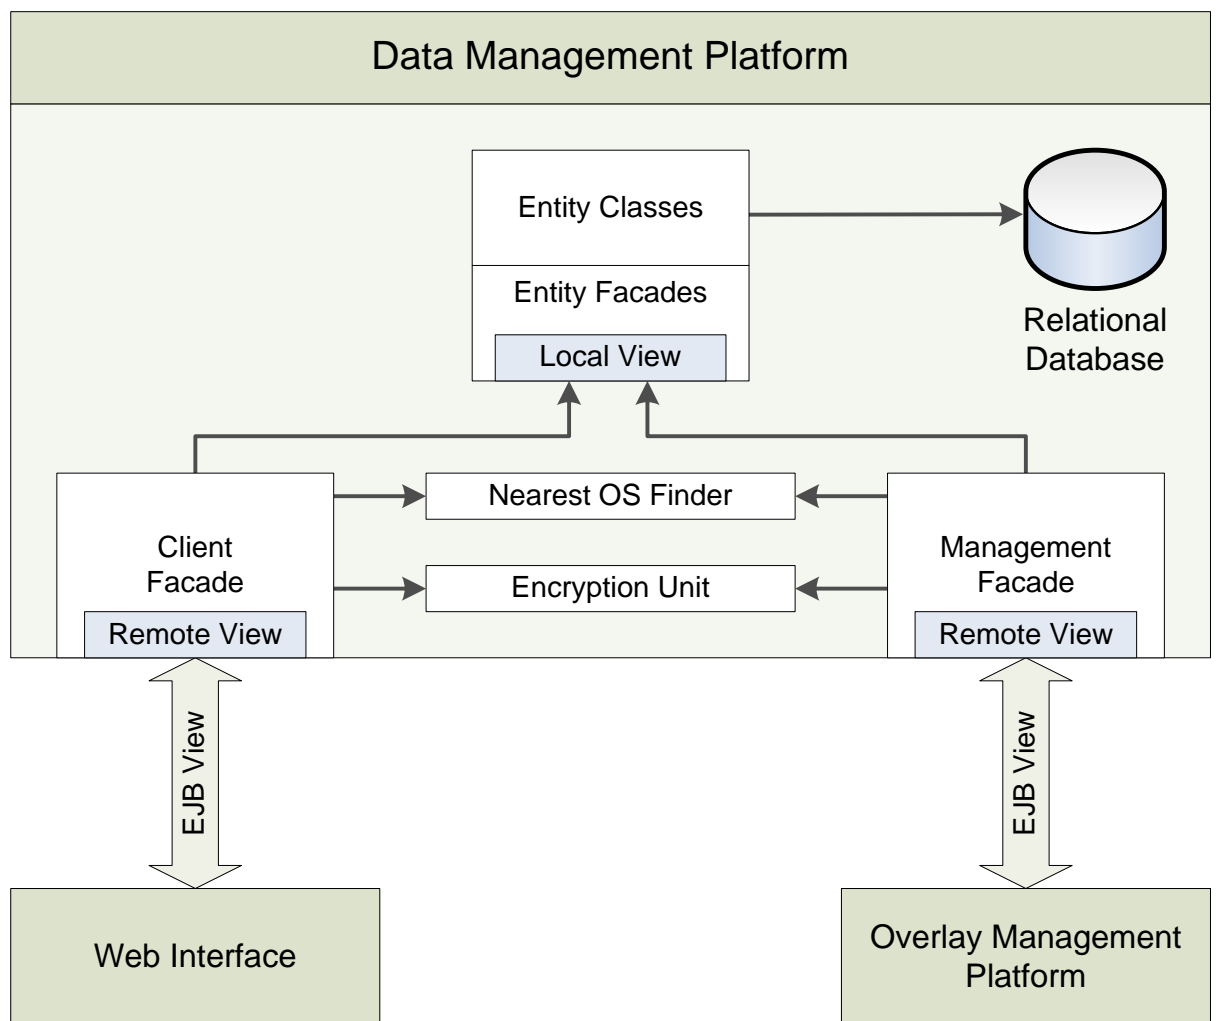 Data Management Platform
Entity Classes
Entity Facades
Local View
Relational
Database
Nearest OS Finder
Client
Facade
Management
Facade
Encryption Unit
Remote View
Remote View
EJB View
EJB View
Web Interface
Overlay Management
Platform